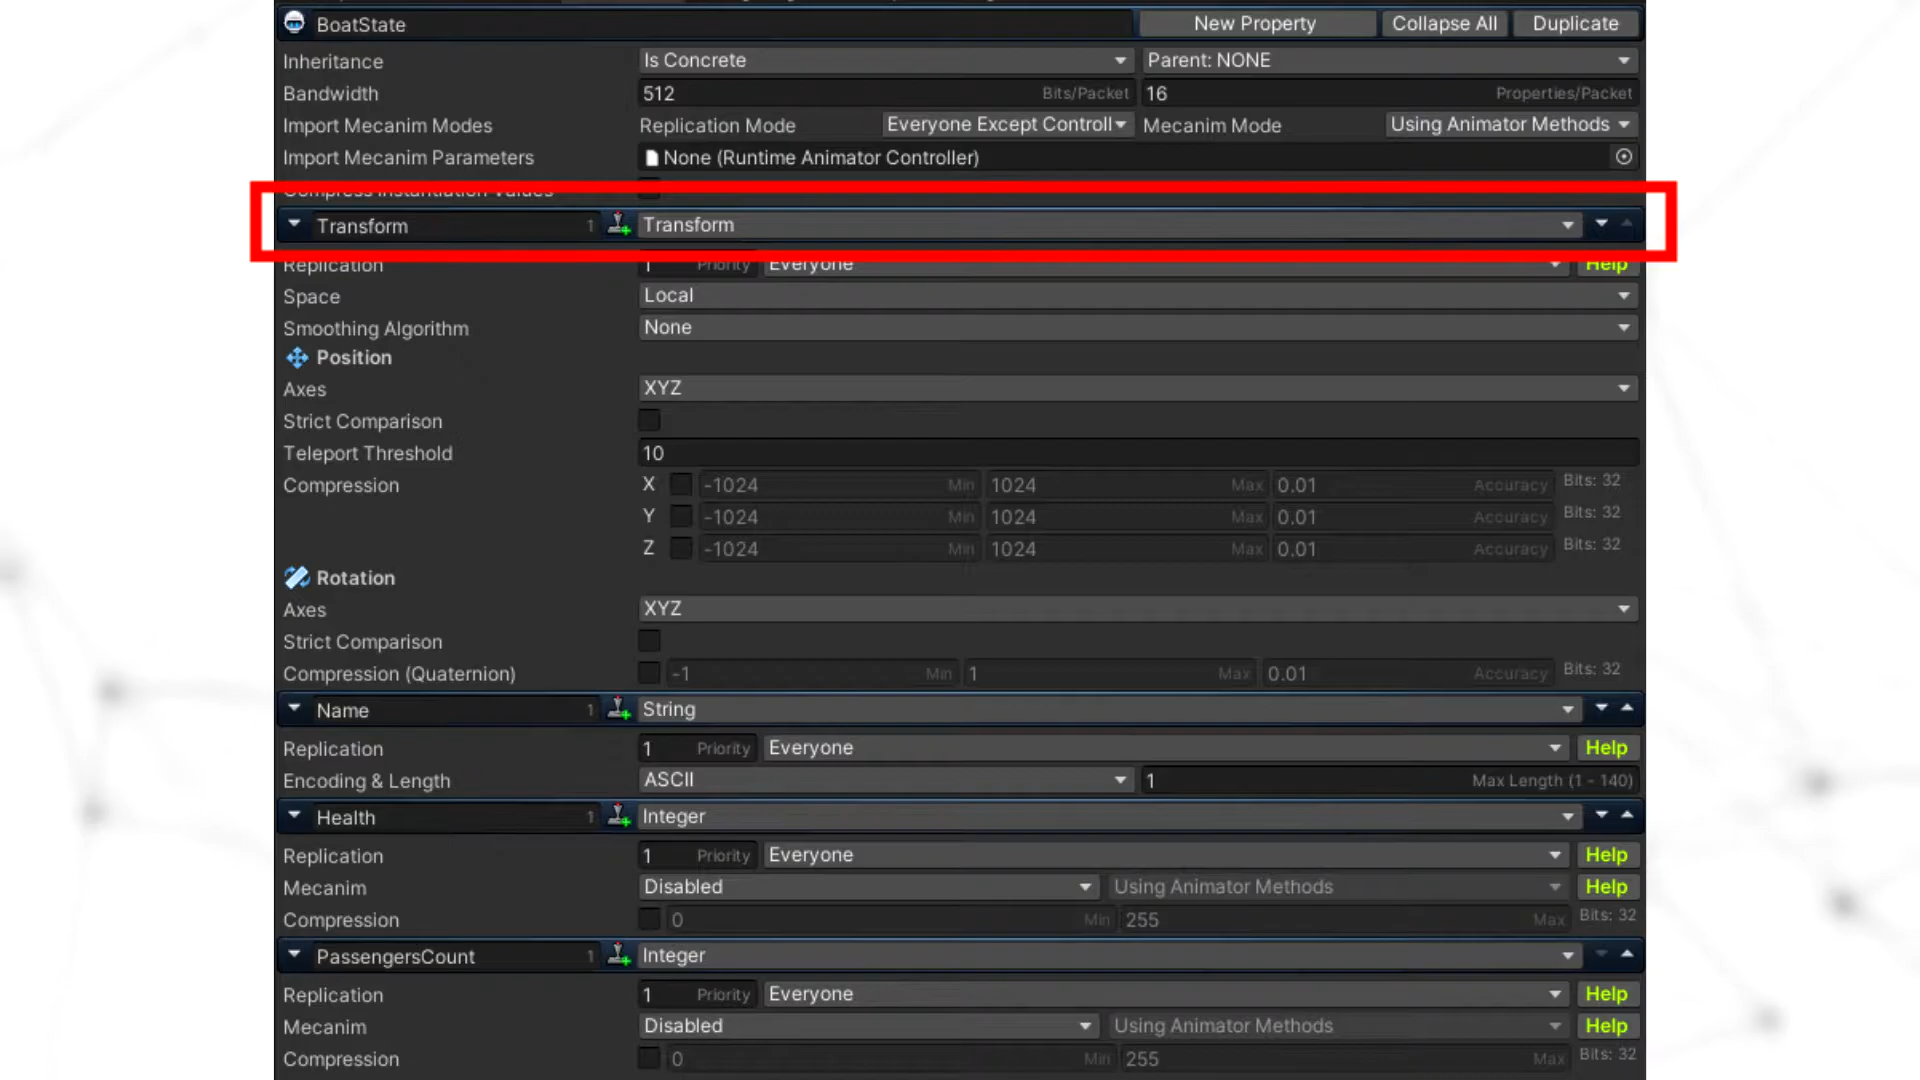 BoatState New Property Collapse All Duplicate
Inheritance Is Concrete Parent: NONE
Bandwidth 512 Bits/Packet 16 Properties/Packet
Import Mecanim Modes Replication Mode Everyone Except Controll Mecanim Mode Using Animator Methods
Import Mecanim Parameters None (Runtime Animator Controller)
Compress Instantiation Values
Transform 1 Transform
Replication 1 Priority Everyone Help
Space Local
Smoothing Algorithm None
Position
Axes XYZ
Strict Comparison
Teleport Threshold 10
Compression X -1024 Min 1024 Max 0.01 Accuracy Bits: 32
Y -1024 Min 1024 Max 0.01 Accuracy Bits: 32
Z -1024 Min 1024 Max 0.01 Accuracy Bits: 32
Rotation
Axes XYZ
Strict Comparison
Compression (Quaternion) -1 Min 1 Max 0.01 Accuracy Bits: 32
Name 1 String
Replication 1 Priority Everyone Help
Encoding & Length ASCII 1 Max Length (1 - 140)
Health 1 Integer
Replication 1 Priority Everyone Help
Mecanim Disabled Using Animator Methods Help
Compression 0 Min 255 Max Bits: 32
PassengersCount 1 Integer
Replication 1 Priority Everyone Help
Mecanim Disabled Using Animator Methods Help
Compression 0 Min 255 Max Bits: 32